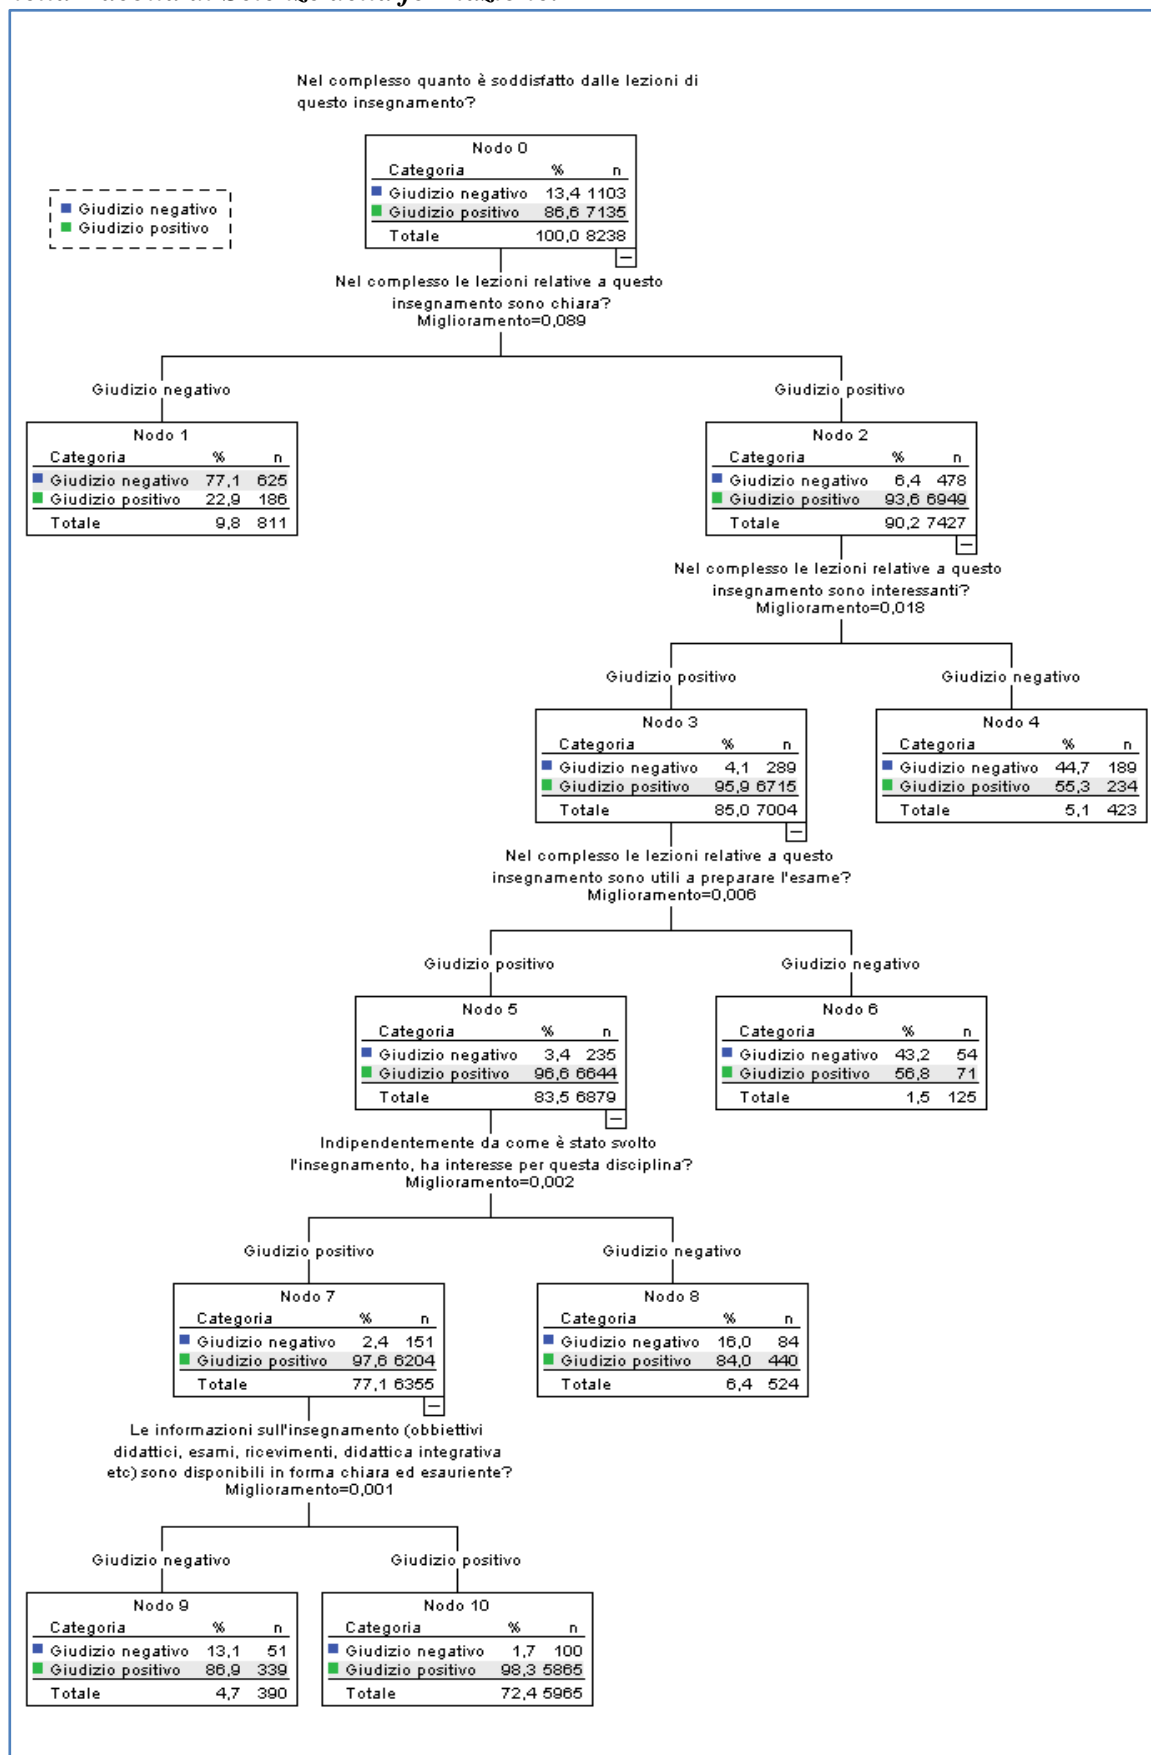 Nel complesso quanto è soddisfatto dalle lezioni di
questo insegnamento?
Nodo 0
Categoria % n
Giudizio negativo 13,4 1103
Giudizio positivo 86,6 7135
Totale 100,0 8238
Giudizio negativo
Giudizio positivo
Nel complesso le lezioni relative a questo
insegnamento sono chiara?
Miglioramento=0,089
Giudizio negativo
Giudizio positivo
Nodo 1
Categoria % n
Giudizio negativo 77,1 625
Giudizio positivo 22,9 186
Totale 9,8 811
Nodo 2
Categoria % n
Giudizio negativo 6,4 478
Giudizio positivo 93,6 6949
Totale 90,2 7427
Nel complesso le lezioni relative a questo
insegnamento sono interessanti?
Miglioramento=0,018
Giudizio positivo
Giudizio negativo
Nodo 3
Categoria % n
Giudizio negativo 4,1 289
Giudizio positivo 95,9 6715
Totale 85,0 7004
Nodo 4
Categoria % n
Giudizio negativo 44,7 189
Giudizio positivo 55,3 234
Totale 5,1 423
Nel complesso le lezioni relative a questo
insegnamento sono utili a preparare l'esame?
Miglioramento=0,006
Giudizio positivo
Giudizio negativo
Nodo 5
Categoria % n
Giudizio negativo 3,4 235
Giudizio positivo 96,6 6644
Totale 83,5 6879
Nodo 6
Categoria % n
Giudizio negativo 43,2 54
Giudizio positivo 56,8 71
Totale 1,5 125
Indipendentemente da come è stato svolto
l'insegnamento, ha interesse per questa disciplina?
Miglioramento=0,002
Giudizio positivo
Giudizio negativo
Nodo 7
Categoria % n
Giudizio negativo 2,4 151
Giudizio positivo 97,6 6204
Totale 77,1 6355
Nodo 8
Categoria % n
Giudizio negativo 16,0 84
Giudizio positivo 84,0 440
Totale 6,4 524
Le informazioni sull'insegnamento (obbiettivi
didattici, esami, ricevimenti, didattica integrativa
etc) sono disponibili in forma chiara ed esauriente?
Miglioramento=0,001
Giudizio negativo
Giudizio positivo
Nodo 9
Categoria % n
Giudizio negativo 13,1 51
Giudizio positivo 86,9 339
Totale 4,7 390
Nodo 10
Categoria % n
Giudizio negativo 1,7 100
Giudizio positivo 98,3 5865
Totale 72,4 5965